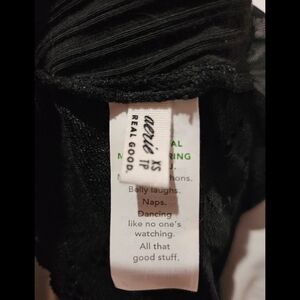 aerie XS
REAL GOOD. TP
Belly laughs.
Naps.
Dancing
like no one's
watching.
All that
good stuff.